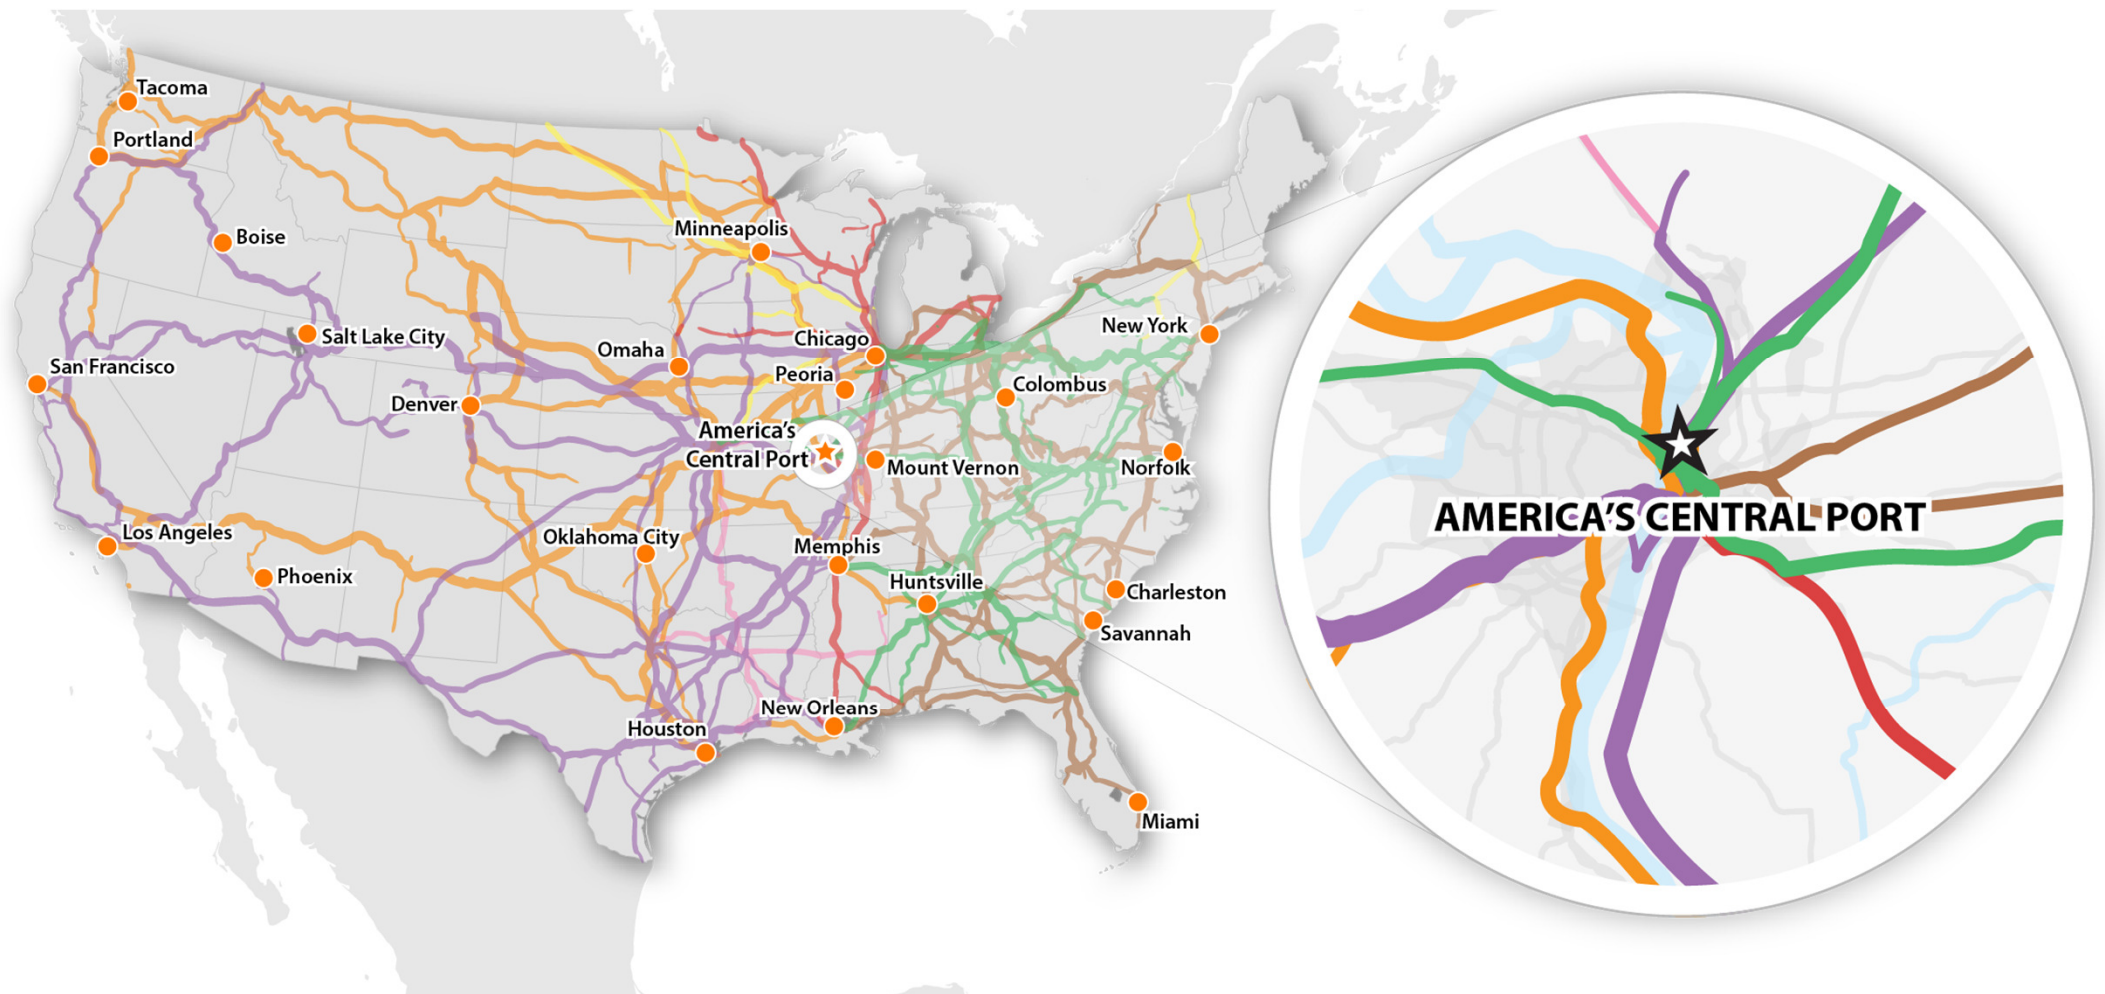 Tacoma
Portland
Minneapolis
Boise
New York
Salt Lake City
Chicago
Omaha
San Francisco
Peoria
Colombus
Denver
America's
Central Port
Mount Vernon
Norfolk
Los Angeles
Oklahoma City
Memphis
Phoenix
Huntsville
Charleston
Savannah
New Orleans
Houston
Miami
AMERICA'S CENTRAL PORT